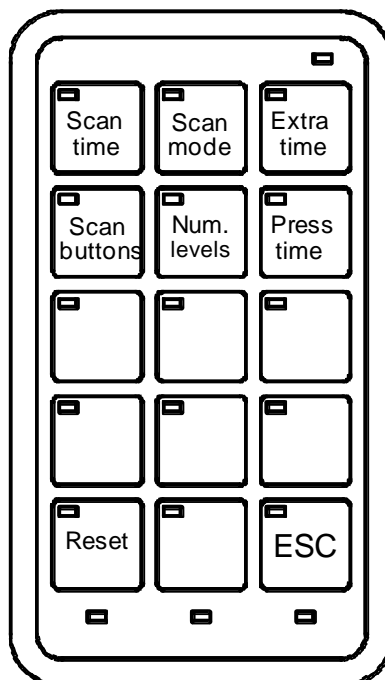 Scan
time
Scan
mode
Extra
time
Scan
buttons
Num.
levels
Press
time
Reset
ESC